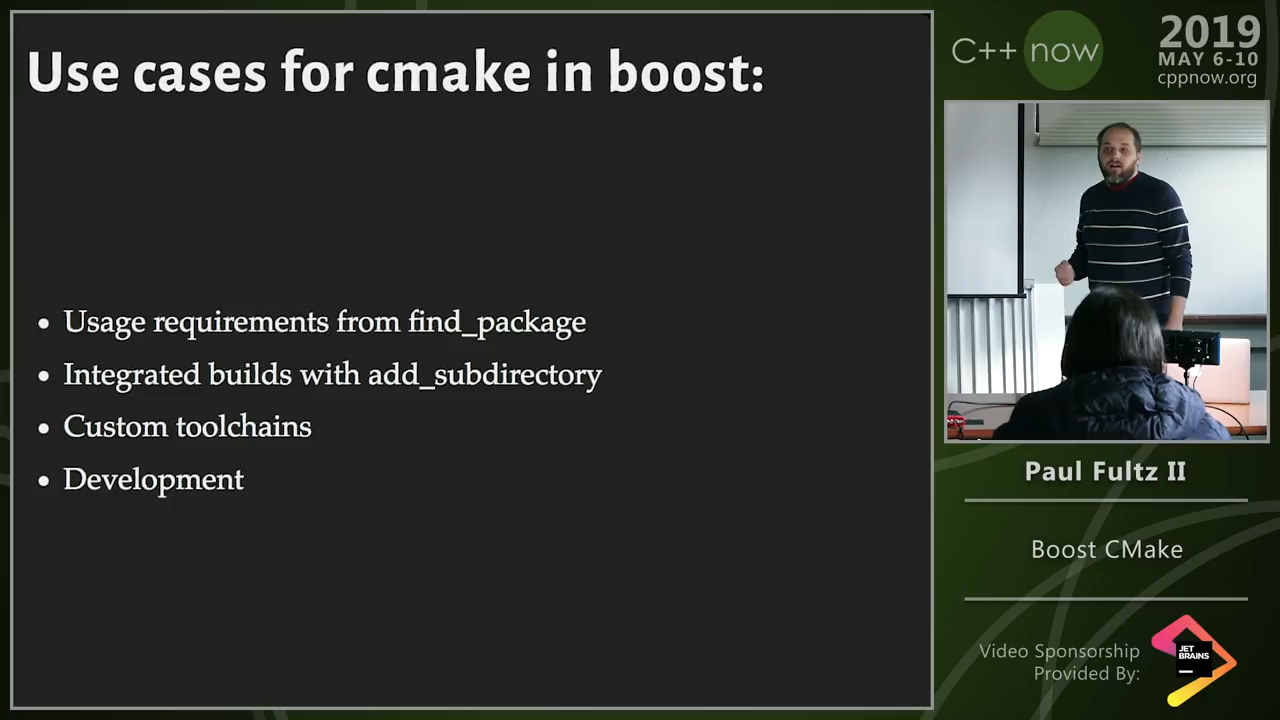 Use cases for cmake in boost:
• Usage requirements from find_package
• Integrated builds with add_subdirectory
• Custom toolchains
• Development
C++ now
2019
MAY 6-10
cppnow.org
Paul Fultz II
Boost CMake
Video Sponsorship
Provided By:
JET
BRAINS